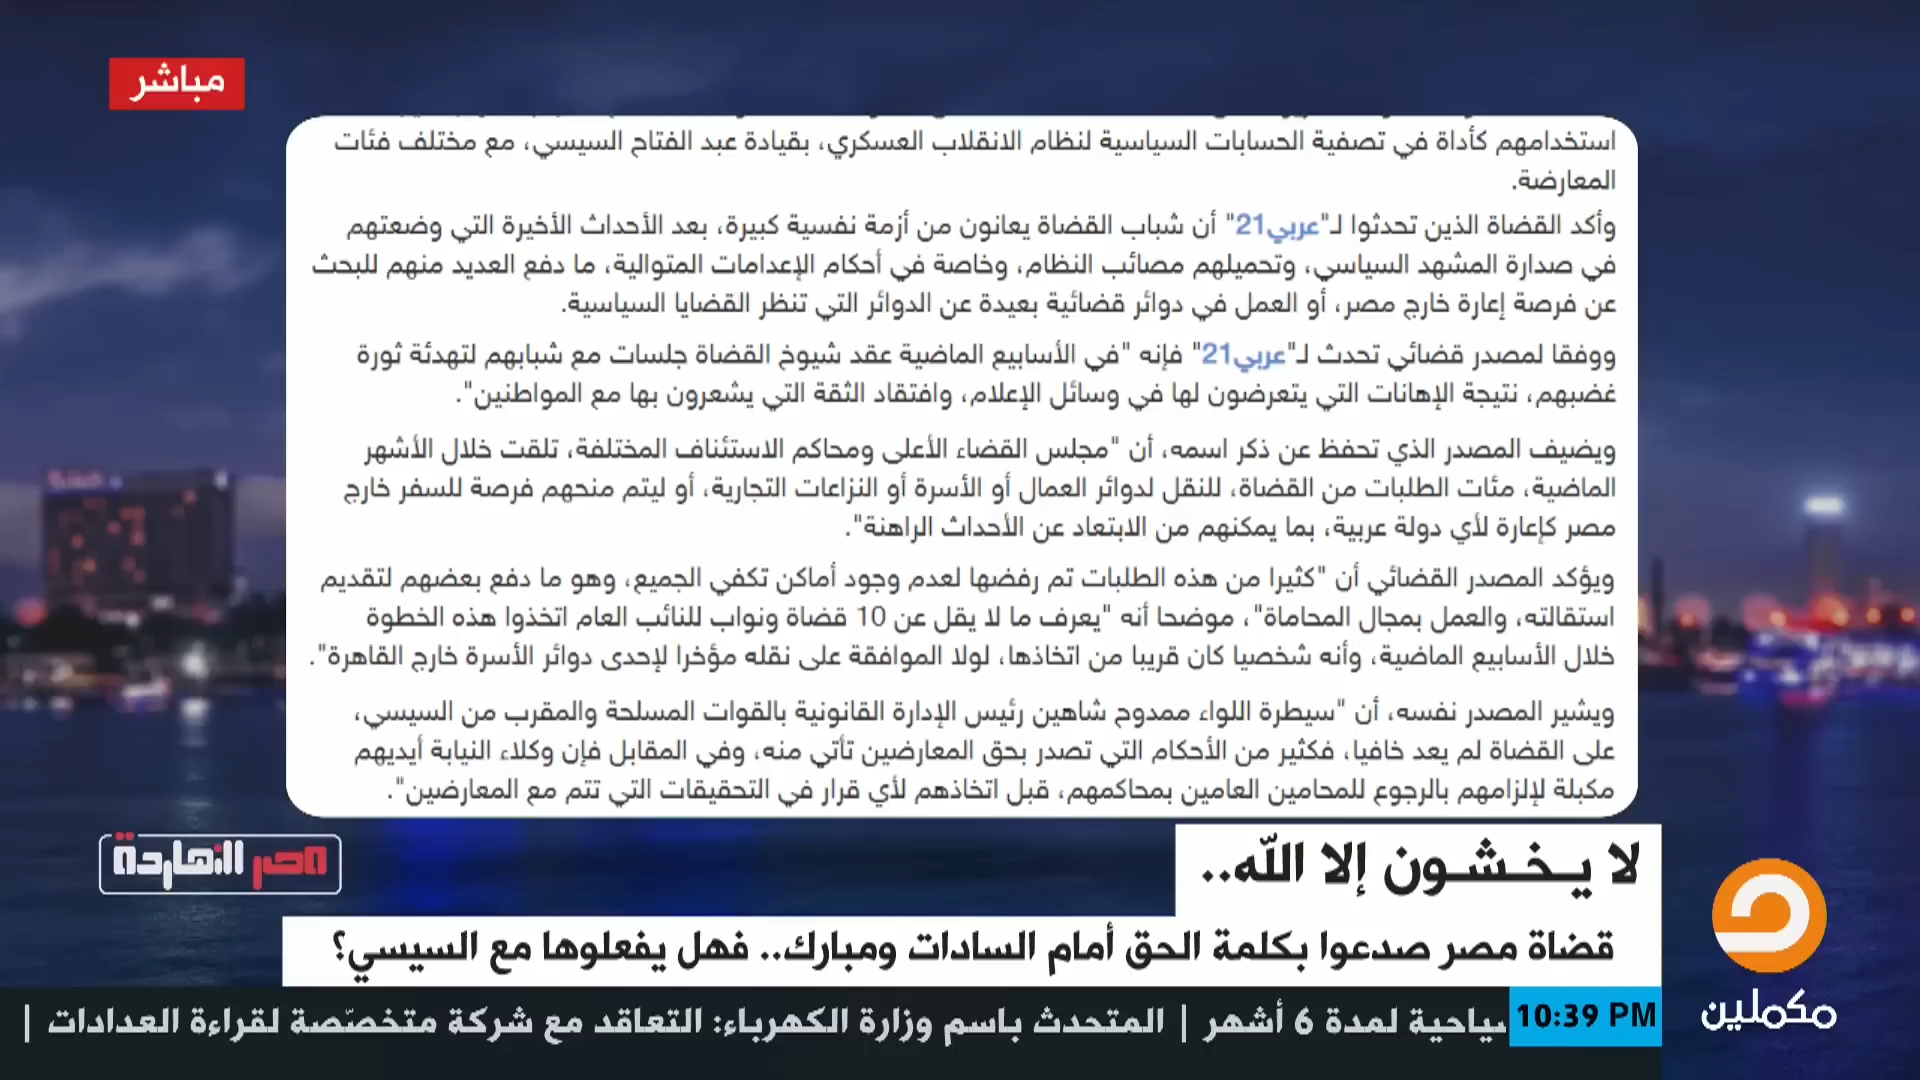 مباشر
استخدامهم كأداة في تصفية الحسابات السياسية لنظام الانقلاب العسكري، بقيادة عبد الفتاح السيسي، مع مختلف فئات
المعارضة.
وأكد القضاة الذين تحدثوا لـ"عربي21" أن شباب القضاة يعانون من أزمة نفسية كبيرة، بعد الأحداث الأخيرة التي وضعتهم
في صدارة المشهد السياسي، وتحميلهم مصائب النظام، وخاصة في أحكام الإعدامات المتوالية، ما دفع العديد منهم للبحث
عن فرصة إعارة خارج مصر، أو العمل في دوائر قضائية بعيدة عن الدوائر التي تنظر القضايا السياسية.
ووفقا لمصدر قضائي تحدث لـ"عربي21" فإنه "في الأسابيع الماضية عقد شيوخ القضاة جلسات مع شبابهم لتهدئة ثورة
غضبهم، نتيجة الإهانات التي يتعرضون لها في وسائل الإعلام، وافتقاد الثقة التي يشعرون بها مع المواطنين".
ويضيف المصدر الذي تحفظ عن ذكر اسمه، أن "مجلس القضاء الأعلى ومحاكم الاستئناف المختلفة، تلقت خلال الأشهر
الماضية، مئات الطلبات من القضاة، للنقل لدوائر العمال أو الأسرة أو النزاعات التجارية، أو ليتم منحهم فرصة للسفر خارج
مصر كإعارة لأي دولة عربية، بما يمكنهم من الابتعاد عن الأحداث الراهنة".
ويؤكد المصدر القضائي أن "كثيرا من هذه الطلبات تم رفضها لعدم وجود أماكن تكفي الجميع، وهو ما دفع بعضهم لتقديم
استقالته، والعمل بمجال المحاماة"، موضحا أنه "يعرف ما لا يقل عن 10 قضاة ونواب للنائب العام اتخذوا هذه الخطوة
خلال الأسابيع الماضية، وأنه شخصيا كان قريبا من اتخاذها، لولا الموافقة على نقله مؤخرا لإحدى دوائر الأسرة خارج القاهرة".
ويشير المصدر نفسه، أن "سيطرة اللواء ممدوح شاهين رئيس الإدارة القانونية بالقوات المسلحة والمقرب من السيسي،
على القضاة لم يعد خافيا، فكثير من الأحكام التي تصدر بحق المعارضين تأتي منه، وفي المقابل فإن وكلاء النيابة أيديهم
مكبلة لإلزامهم بالرجوع للمحامين العامين بمحاكمهم، قبل اتخاذهم لأي قرار في التحقيقات التي تتم مع المعارضين".
مصر النهاردة
لا يـخـشـون إلا الله..
قضاة مصر صدعوا بكلمة الحق أمام السادات ومبارك.. فهل يفعلوها مع السيسي؟
مكملين
10:39 PM
سياحية لمدة 6 أشهر | المتحدث باسم وزارة الكهرباء: التعاقد مع شركة متخصّصة لقراءة العدادات |